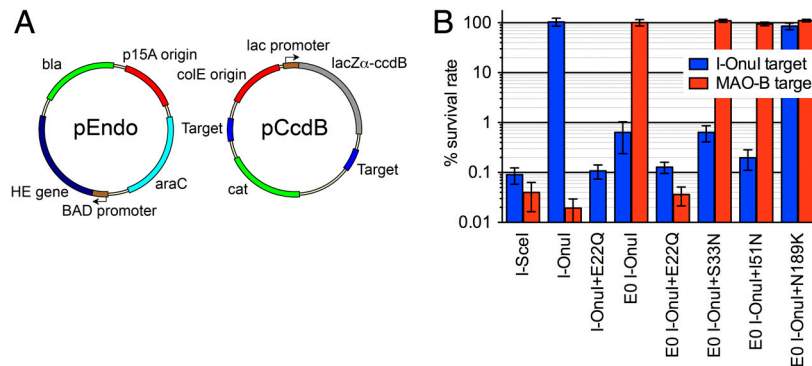 A
bla
p15A origin
pEndo
HE gene
araC
BAD promoter
lac promoter
colE origin
lacZα-ccdB
Target
pCcdB
Target
cat
B
% survival rate
100
10
1
0.1
0.01
I-OnuI target
MAO-B target
I-SceI
I-OnuI
I-OnuI+E22Q
E0 I-OnuI
E0 I-OnuI+E22Q
E0 I-OnuI+S33N
E0 I-OnuI+I51N
E0 I-OnuI+N189K